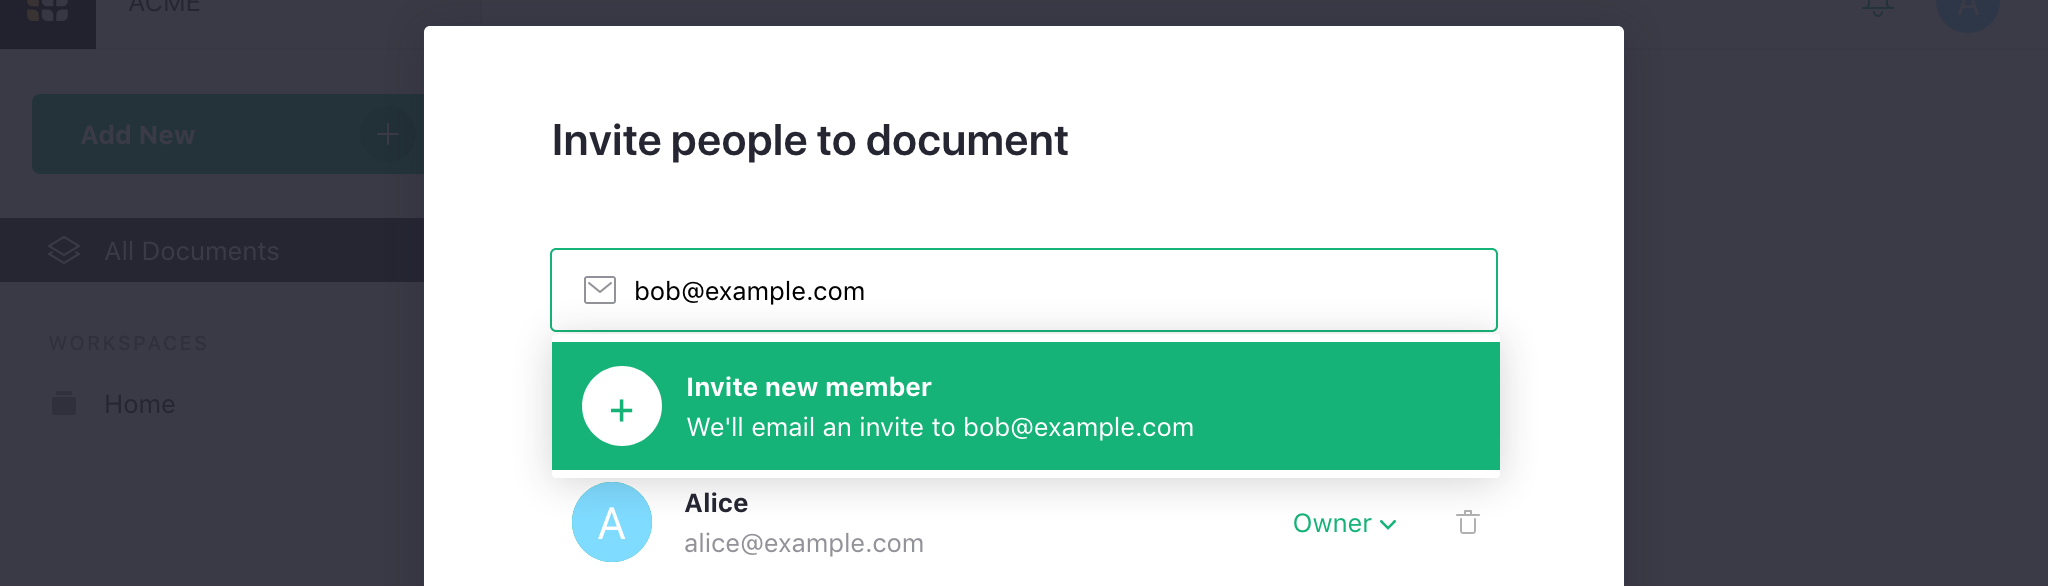 ACME
A
Add New
All Documents
WORKSPACES
Home
Invite people to document
bob@example.com
Invite new member
We'll email an invite to bob@example.com
A
Alice
alice@example.com
Owner